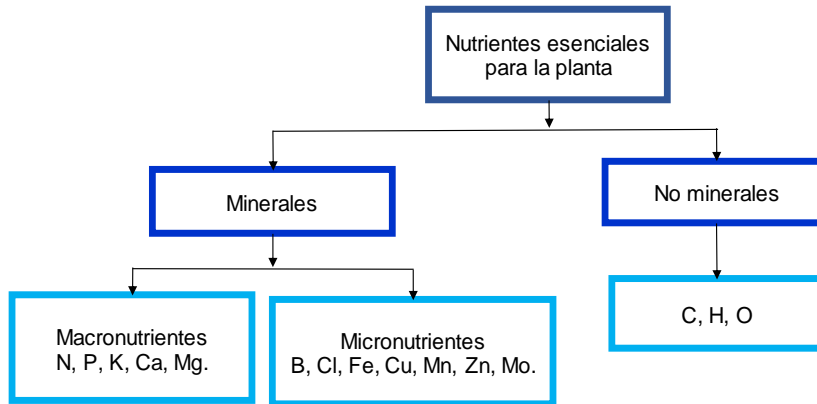 Nutrientes esenciales
para la planta
Minerales
No minerales
Macronutrientes
N, P, K, Ca, Mg.
Micronutrientes
B, Cl, Fe, Cu, Mn, Zn, Mo.
C, H, O